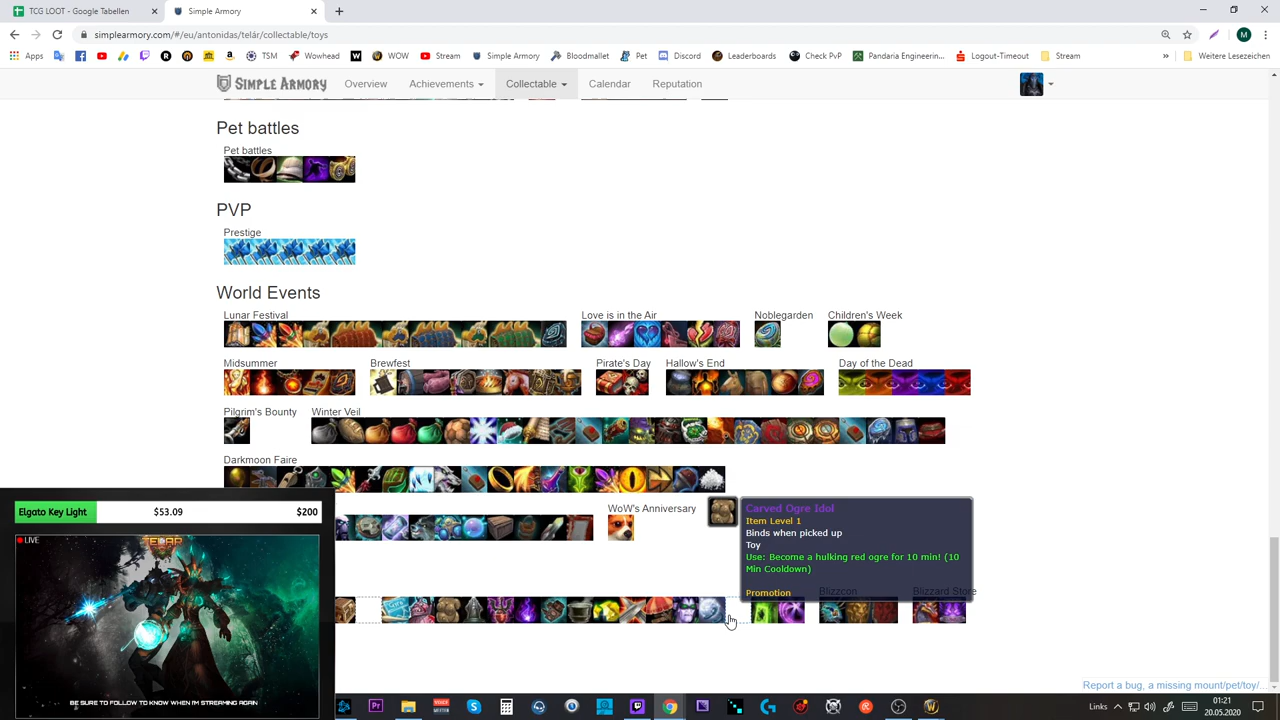 TCG LOOT - Google Tabellen
Simple Armory
simplearmory.com/#/eu/antonidas/telár/collectable/toys
M
Apps
TSM
Wowhead
WOW
Stream
Simple Armory
Bloodmallet
Pet
Discord
Leaderboards
Check PvP
Pandaria Engineerin...
Logout-Timeout
Stream
»
Weitere Lesezeichen
SIMPLE ARMORY
Overview
Achievements
Collectable
Calendar
Reputation
Pet battles
Pet battles
PVP
Prestige
World Events
Lunar Festival
Love is in the Air
Noblegarden
Children's Week
Midsummer
Brewfest
Pirate's Day
Hallow's End
Day of the Dead
Pilgrim's Bounty
Winter Veil
Darkmoon Faire
WoW's Anniversary
Carved Ogre Idol
Item Level 1
Binds when picked up
Toy
Use: Become a hulking red ogre for 10 min! (10
Min Cooldown)
Promotion
Blizzcon
Blizzard Store
Elgato Key Light
$53.09
$200
LIVE
TELAR
BE SURE TO FOLLOW TO KNOW WHEN I'M STREAMING AGAIN
Report a bug, a missing mount/pet/toy/...
Links
01:21
20.05.2020